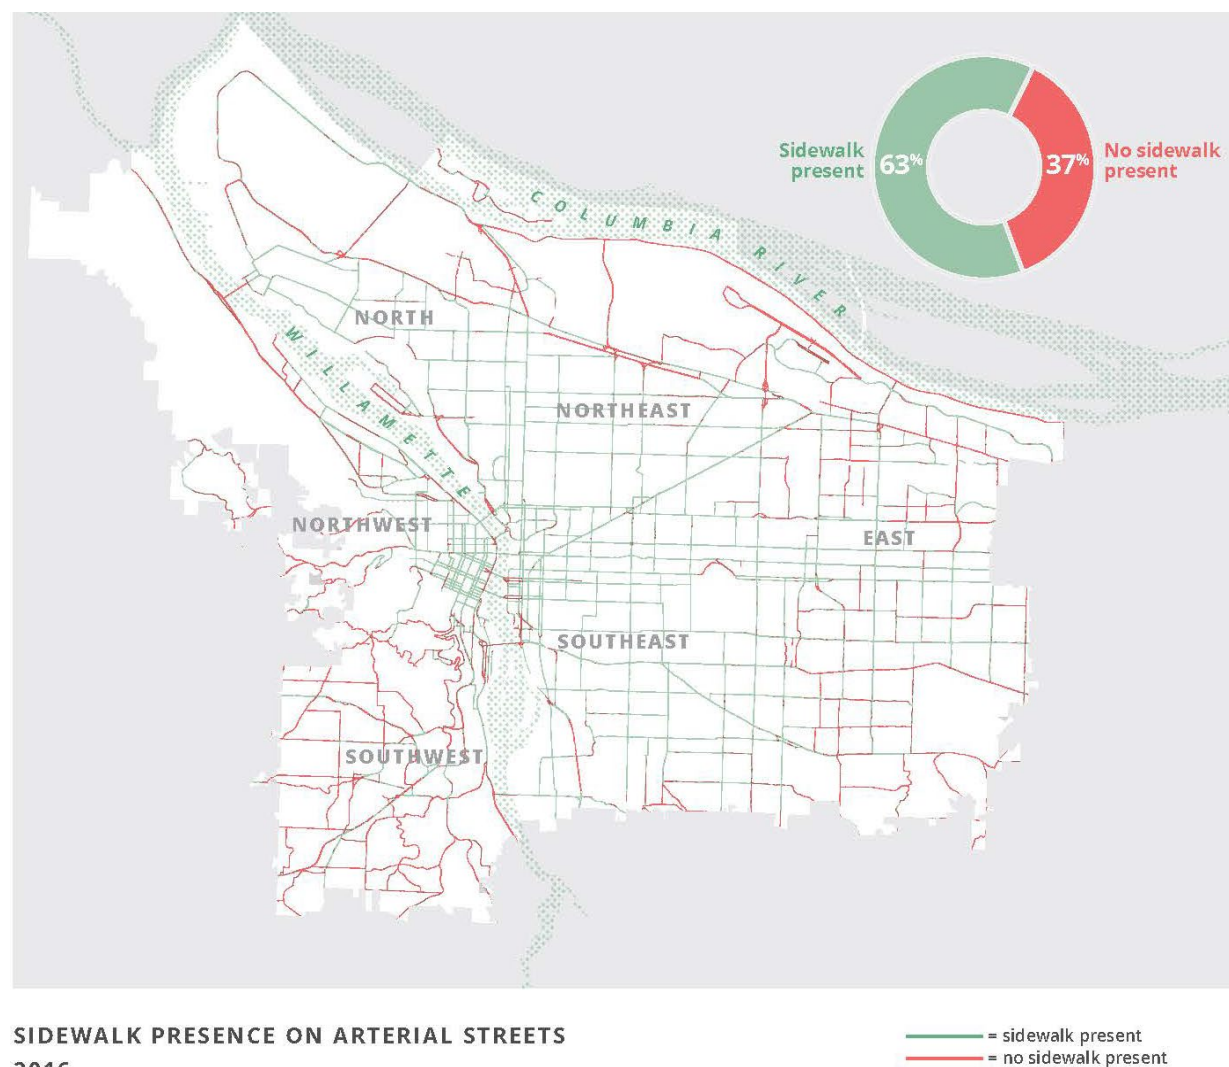 Sidewalk
present
63%
37%
No sidewalk
present
COLUMBIA RIVER
NORTH
WILLAMETTE
NORTHEAST
NORTHWEST
EAST
SOUTHEAST
SOUTHWEST
SIDEWALK PRESENCE ON ARTERIAL STREETS
2016
= sidewalk present
= no sidewalk present